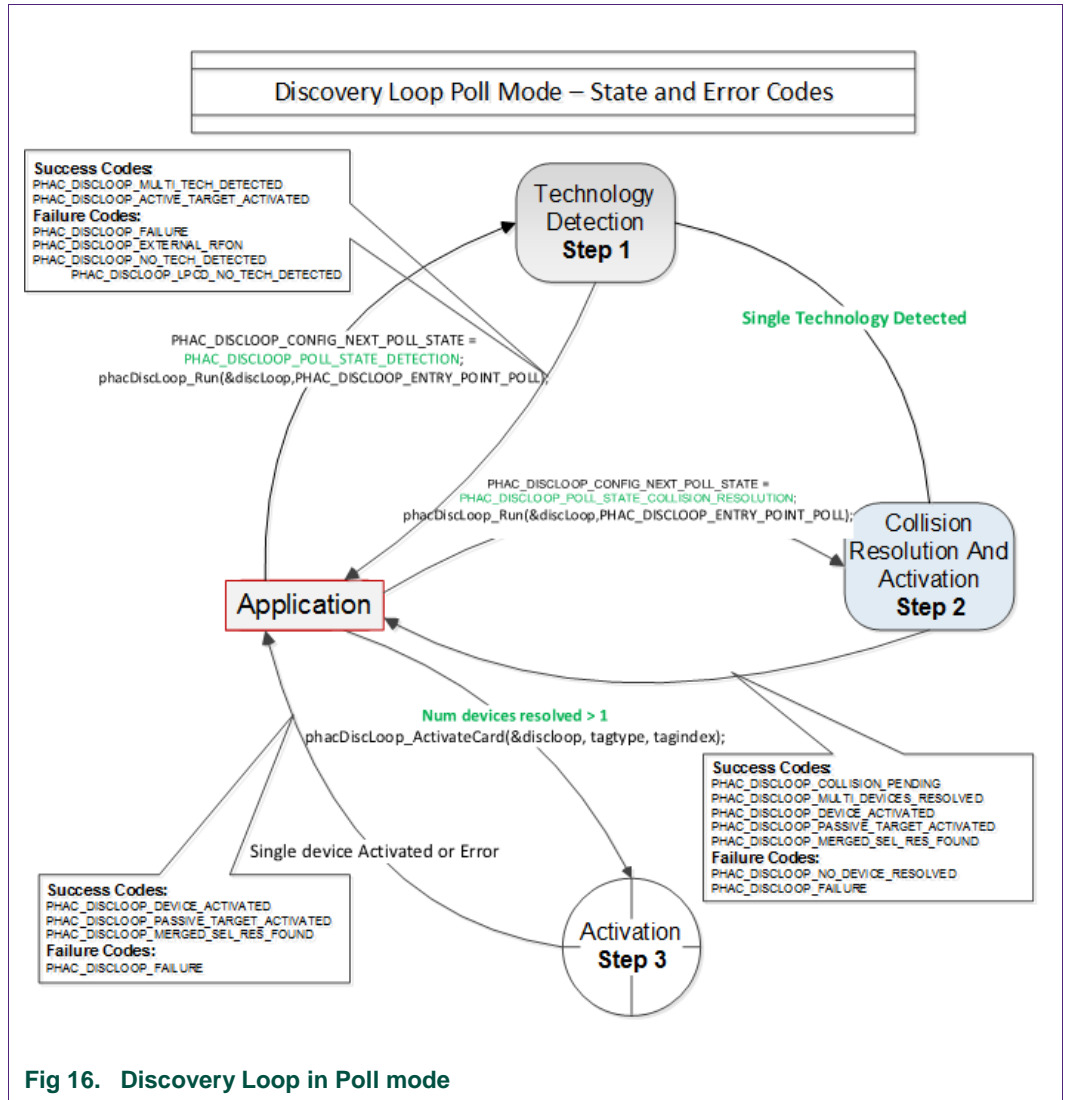 Discovery Loop Poll Mode – State and Error Codes
Success Codes:
PHAC_DISCLOOP_MULTI_TECH_DETECTED
PHAC_DISCLOOP_ACTIVE_TARGET_ACTIVATED
Failure Codes:
PHAC_DISCLOOP_FAILURE
PHAC_DISCLOOP_EXTERNAL_RFON
PHAC_DISCLOOP_NO_TECH_DETECTED
PHAC_DISCLOOP_LPCD_NO_TECH_DETECTED
Technology
Detection
Step 1
Single Technology Detected
PHAC_DISCLOOP_CONFIG_NEXT_POLL_STATE =
PHAC_DISCLOOP_POLL_STATE_DETECTION;
phacDiscLoop_Run(&discLoop,PHAC_DISCLOOP_ENTRY_POINT_POLL);
PHAC_DISCLOOP_CONFIG_NEXT_POLL_STATE =
PHAC_DISCLOOP_POLL_STATE_COLLISION_RESOLUTION;
phacDiscLoop_Run(&discLoop,PHAC_DISCLOOP_ENTRY_POINT_POLL);
Collision
Resolution And
Activation
Step 2
Application
Num devices resolved > 1
phacDiscLoop_ActivateCard(&discloop, tagtype, tagindex);
Success Codes:
PHAC_DISCLOOP_COLLISION_PENDING
PHAC_DISCLOOP_MULTI_DEVICES_RESOLVED
PHAC_DISCLOOP_DEVICE_ACTIVATED
PHAC_DISCLOOP_PASSIVE_TARGET_ACTIVATED
PHAC_DISCLOOP_MERGED_SEL_RES_FOUND
Failure Codes:
PHAC_DISCLOOP_NO_DEVICE_RESOLVED
PHAC_DISCLOOP_FAILURE
Single device Activated or Error
Success Codes:
PHAC_DISCLOOP_DEVICE_ACTIVATED
PHAC_DISCLOOP_PASSIVE_TARGET_ACTIVATED
PHAC_DISCLOOP_MERGED_SEL_RES_FOUND
Failure Codes:
PHAC_DISCLOOP_FAILURE
Activation
Step 3
Fig 16. Discovery Loop in Poll mode